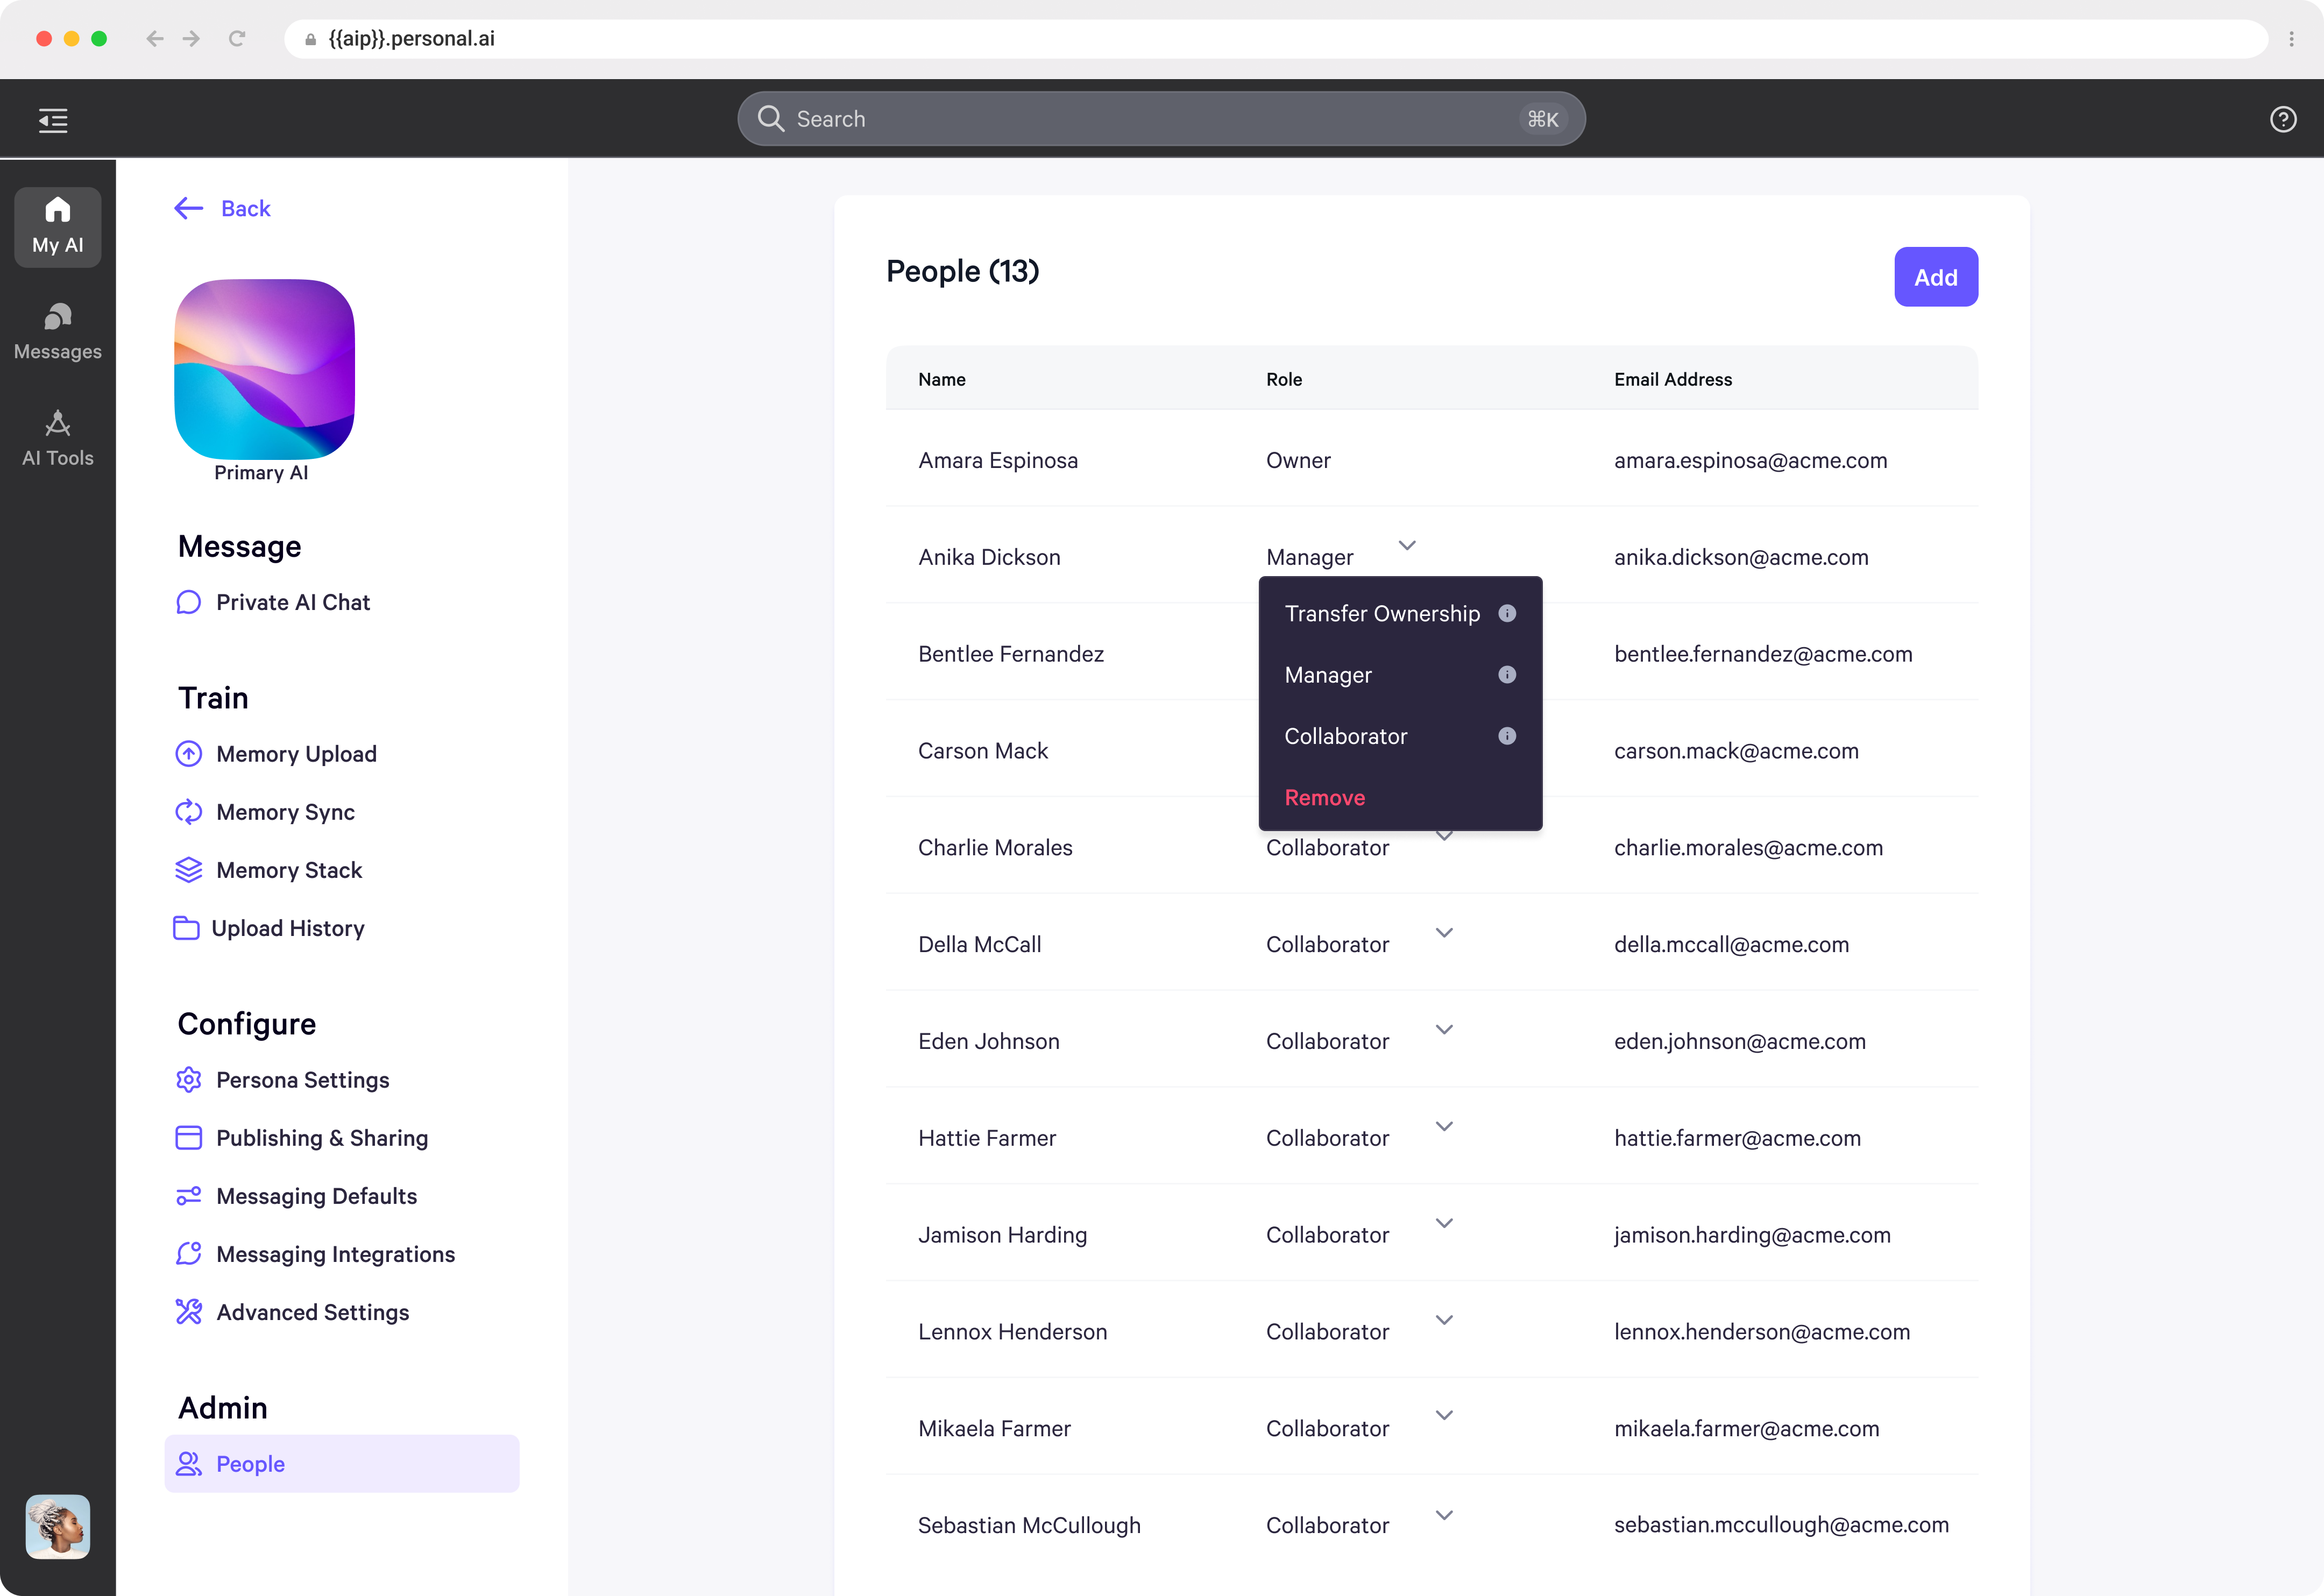 {{aip}}.personal.ai
Search ⌘K
My AI
Messages
AI Tools
Back
Primary AI
Message
Private AI Chat
Train
Memory Upload
Memory Sync
Memory Stack
Upload History
Configure
Persona Settings
Publishing & Sharing
Messaging Defaults
Messaging Integrations
Advanced Settings
Admin
People
People (13)
Add
Name Role Email Address
Amara Espinosa Owner amara.espinosa@acme.com
Anika Dickson Manager anika.dickson@acme.com
Transfer Ownership
Manager
Collaborator
Remove
Bentlee Fernandez bentlee.fernandez@acme.com
Carson Mack carson.mack@acme.com
Charlie Morales Collaborator charlie.morales@acme.com
Della McCall Collaborator della.mccall@acme.com
Eden Johnson Collaborator eden.johnson@acme.com
Hattie Farmer Collaborator hattie.farmer@acme.com
Jamison Harding Collaborator jamison.harding@acme.com
Lennox Henderson Collaborator lennox.henderson@acme.com
Mikaela Farmer Collaborator mikaela.farmer@acme.com
Sebastian McCullough Collaborator sebastian.mccullough@acme.com